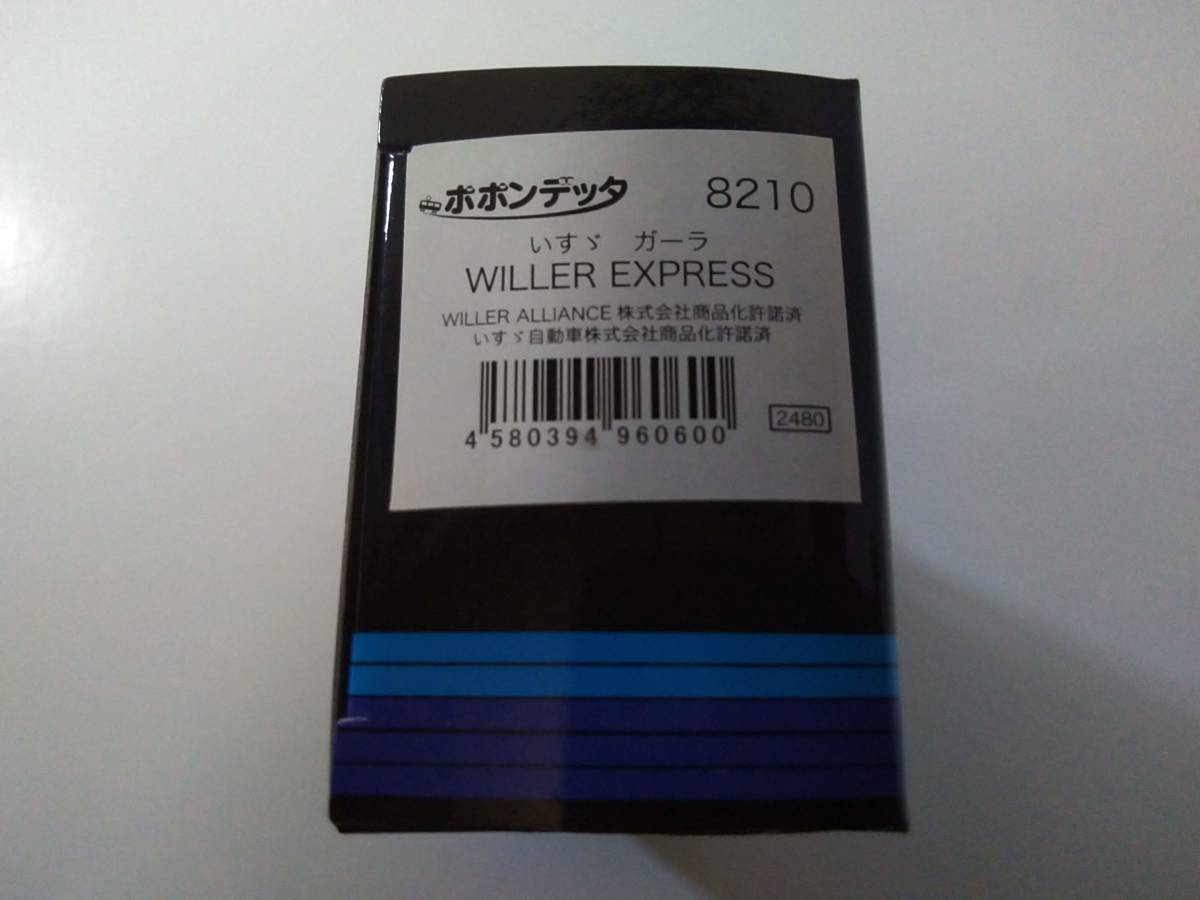 ポポンデッタ 8210
いすゞ ガーラ
WILLER EXPRESS
WILLER ALLIANCE 株式会社商品化許諾済
いすゞ自動車株式会社商品化許諾済
4 580394 960600
2480